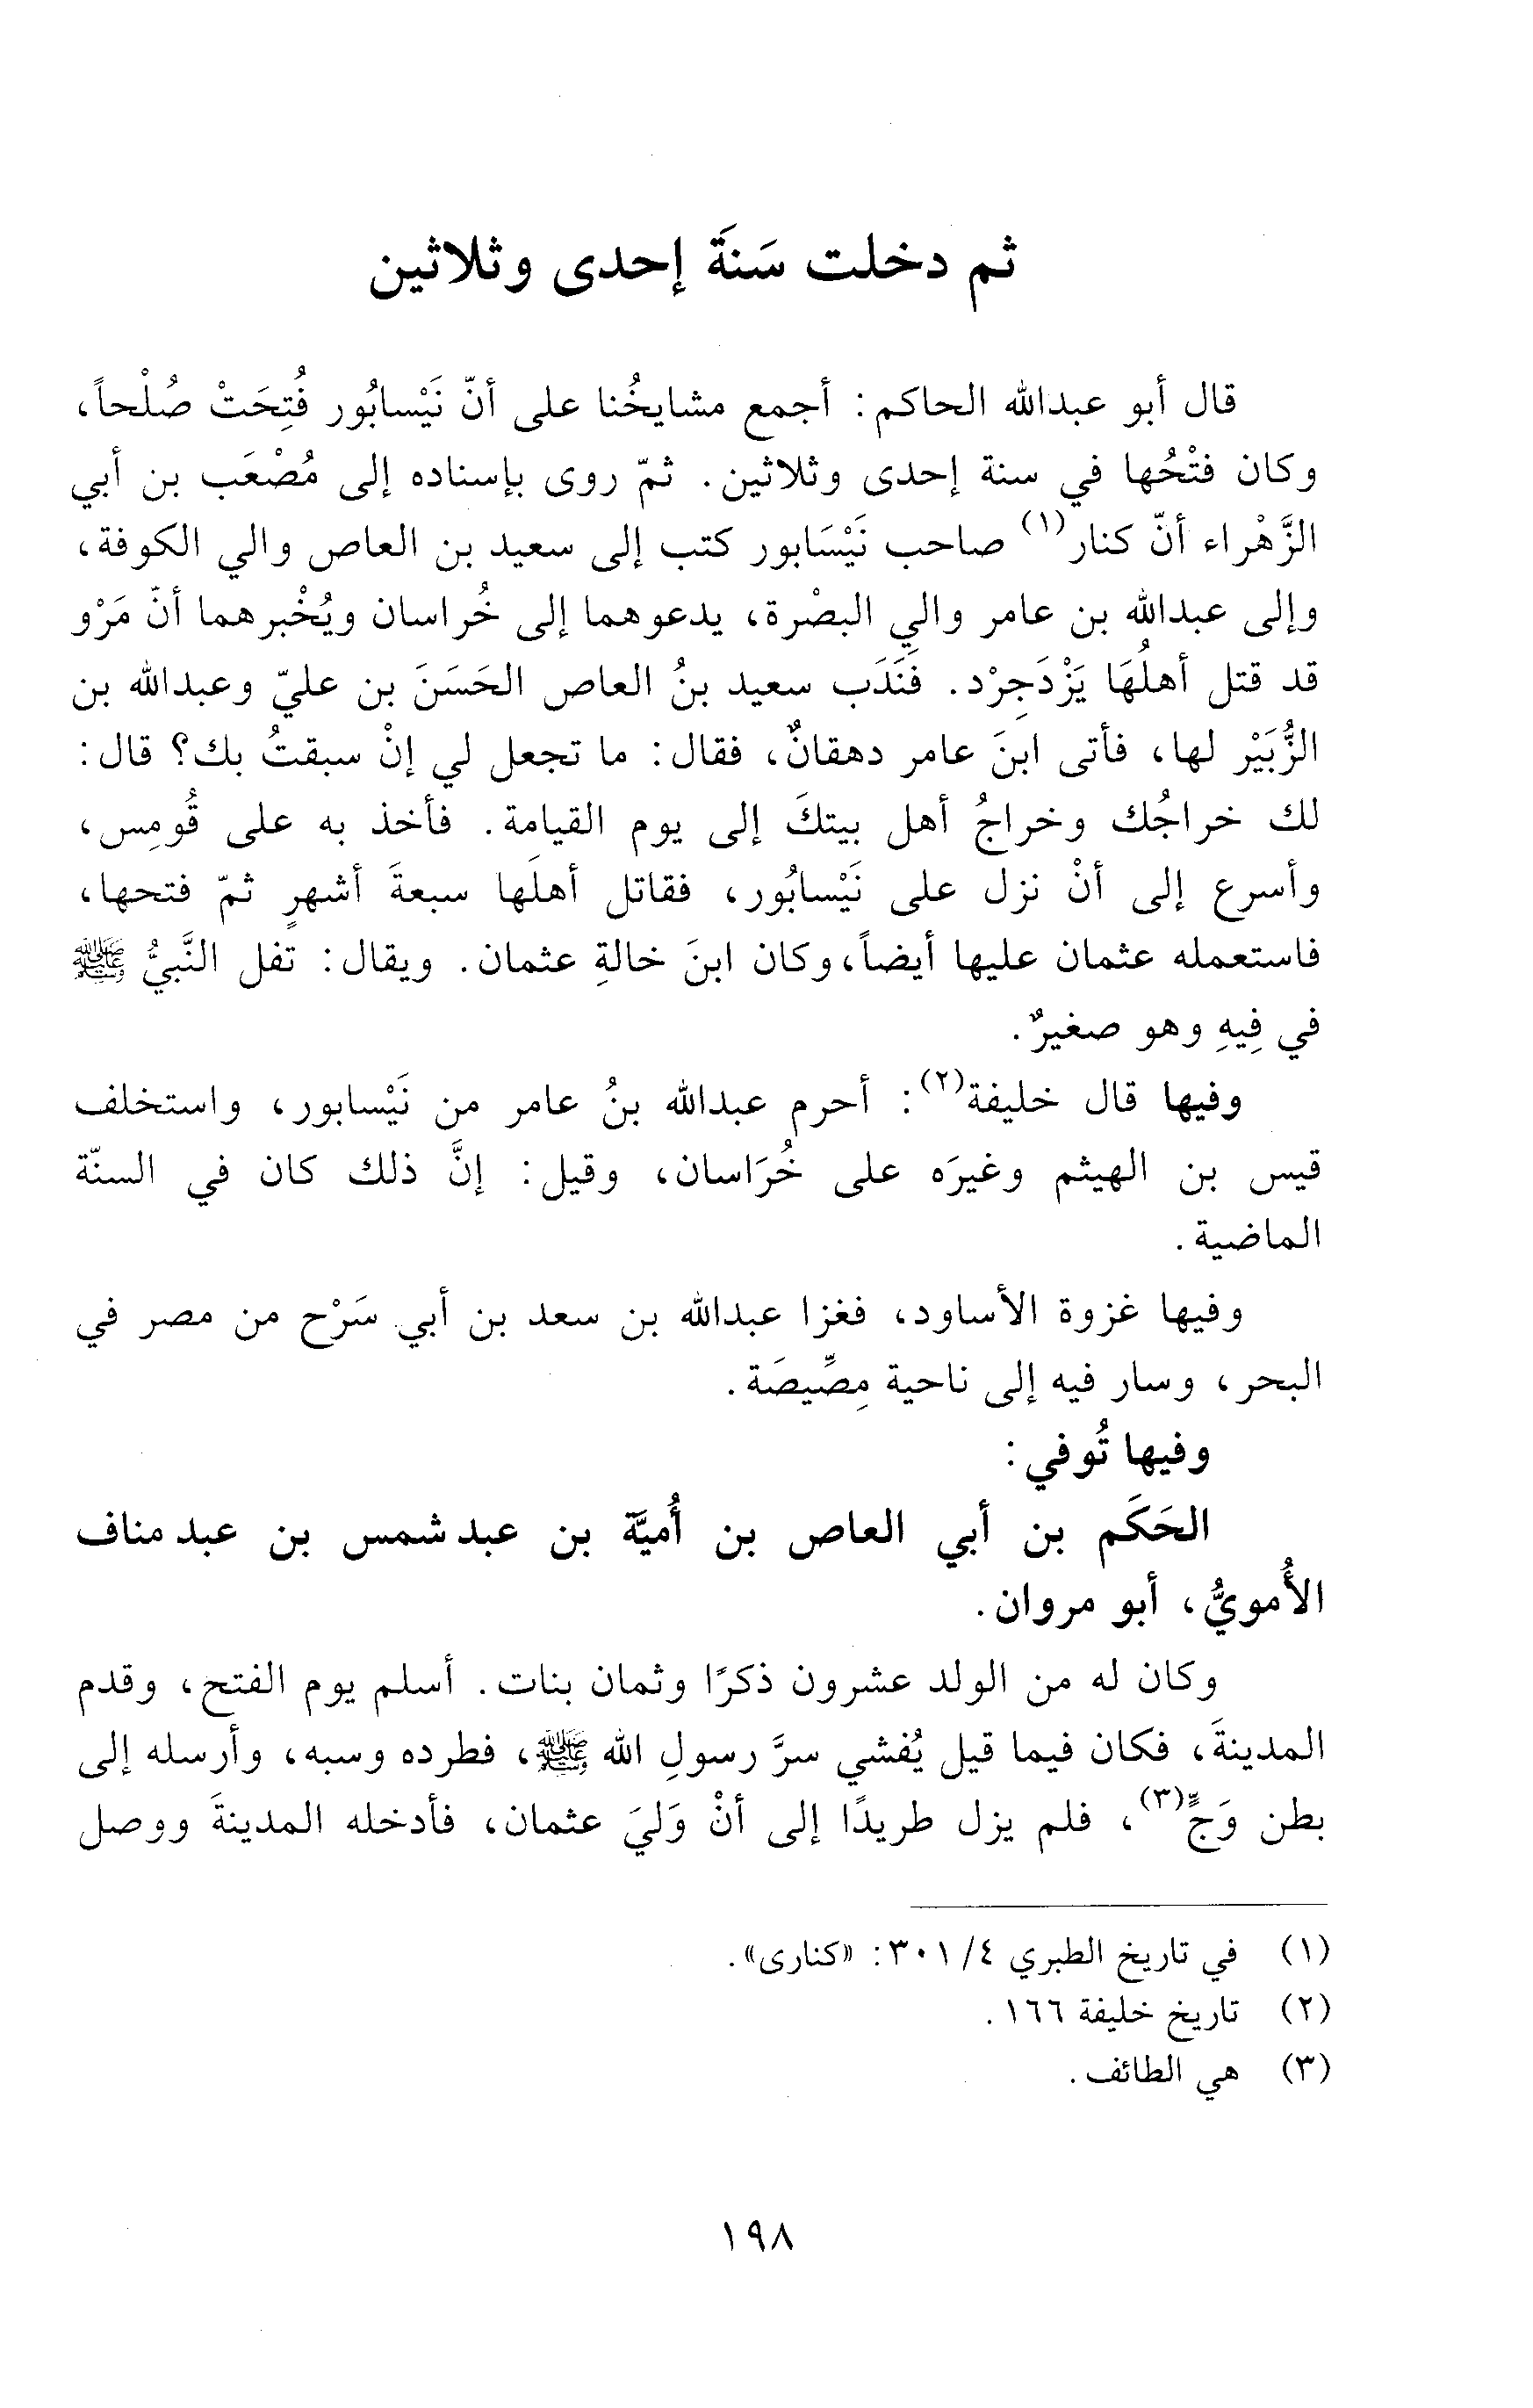 ثم دخلت سَنةَ إحدى وثلاثين
قال أبو عبدالله الحاكم: أجمع مشايخُنا على أنّ نَيْسابُور فُتِحَتْ صُلْحاً،
وكان فتْحُها في سنة إحدى وثلاثين. ثمّ روى بإسناده إلى مُصْعَب بن أبي
الزَّهْراء أنّ كنار(١) صاحب نَيْسَابور كتب إلى سعيد بن العاص والي الكوفة،
وإلى عبدالله بن عامر والي البصْرة، يدعوهما إلى خُراسان ويُخْبرهما أنّ مَرْو
قد قتل أهلُهَا يَزْدَجِرْد. فَنَدَب سعيد بنُ العاص الحَسَنَ بن عليّ وعبدالله بن
الزُّبَيْر لها، فأتى ابنَ عامر دهقانٌ، فقال: ما تجعل لي إنْ سبقتُ بك؟ قال:
لك خراجُك وخراجُ أهل بيتكَ إلى يوم القيامة. فأخذ به على قُومِس،
وأسرع إلى أنْ نزل على نَيْسابُور، فقاتل أهلَها سبعةَ أشهرٍ ثمّ فتحها،
فاستعمله عثمان عليها أيضاً، وكان ابنَ خالةِ عثمان. ويقال: تفل النَّبيُّ ﷺ
في فِيهِ وهو صغيرٌ.
وفيها قال خليفة(٢): أحرم عبدالله بنُ عامر من نَيْسابور، واستخلف
قيس بن الهيثم وغيرَه على خُرَاسان، وقيل: إنَّ ذلك كان في السنّة
الماضية.
وفيها غزوة الأساود، فغزا عبدالله بن سعد بن أبي سَرْح من مصر في
البحر، وسار فيه إلى ناحية مِصِّيصَة.
وفيها تُوفي:
الحَكَم بن أبي العاص بن أُميَّة بن عبد شمس بن عبد مناف
الأُمويُّ، أبو مروان.
وكان له من الولد عشرون ذكرًا وثمان بنات. أسلم يوم الفتح، وقدم
المدينةَ، فكان فيما قيل يُفشي سرَّ رسولِ الله ﷺ، فطرده وسبه، وأرسله إلى
بطن وَجٍّ(٣)، فلم يزل طريدًا إلى أنْ وَليَ عثمان، فأدخله المدينةَ ووصل
(١) في تاريخ الطبري ٤/ ٣٠١: «كنارى».
(٢) تاريخ خليفة ١٦٦.
(٣) هي الطائف.
١٩٨